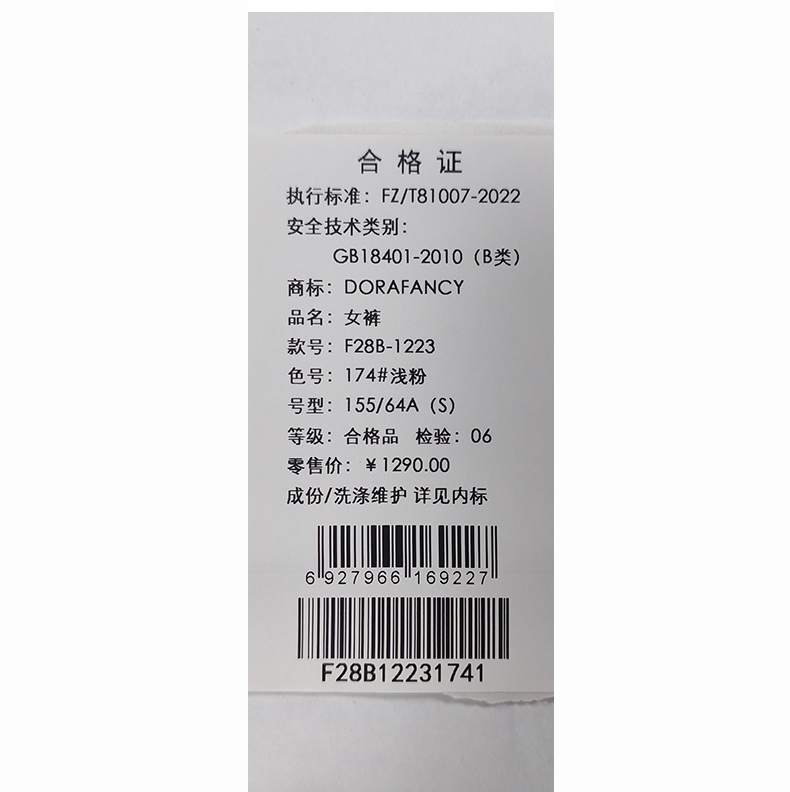 合格证
执行标准：FZ/T81007-2022
安全技术类别：
GB18401-2010（B类）
商标：DORAFANCY
品名：女裤
款号：F28B-1223
色号：174#浅粉
号型：155/64A（S）
等级：合格品 检验：06
零售价：￥1290.00
成份/洗涤维护 详见内标
6 927966 169227
F28B12231741